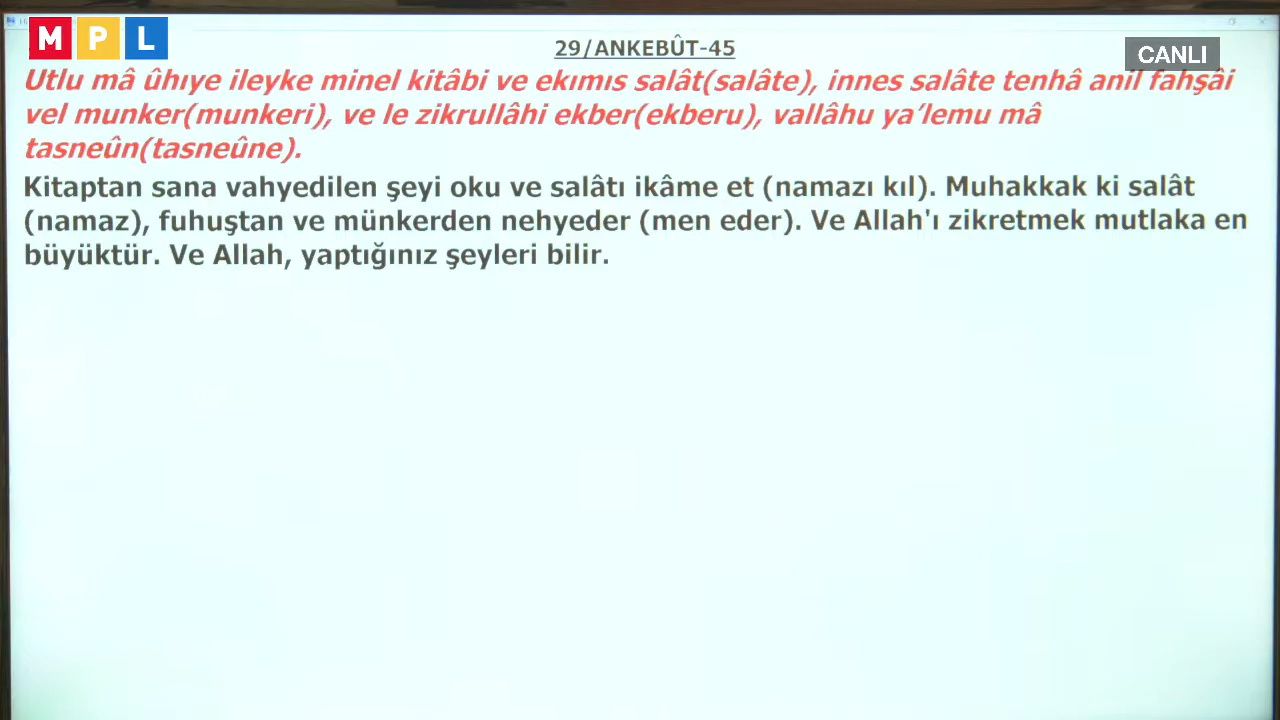 MPL
CANLI
29/ANKEBÛT-45
Utlu mâ ûhıye ileyke minel kitâbi ve ekımıs salât(salâte), innes salâte tenhâ anil fahşâi
vel munker(munkeri), ve le zikrullâhi ekber(ekberu), vallâhu ya’lemu mâ
tasneûn(tasneûne).
Kitaptan sana vahyedilen şeyi oku ve salâtı ikâme et (namazı kıl). Muhakkak ki salât
(namaz), fuhuştan ve münkerden nehyeder (men eder). Ve Allah'ı zikretmek mutlaka en
büyüktür. Ve Allah, yaptığınız şeyleri bilir.